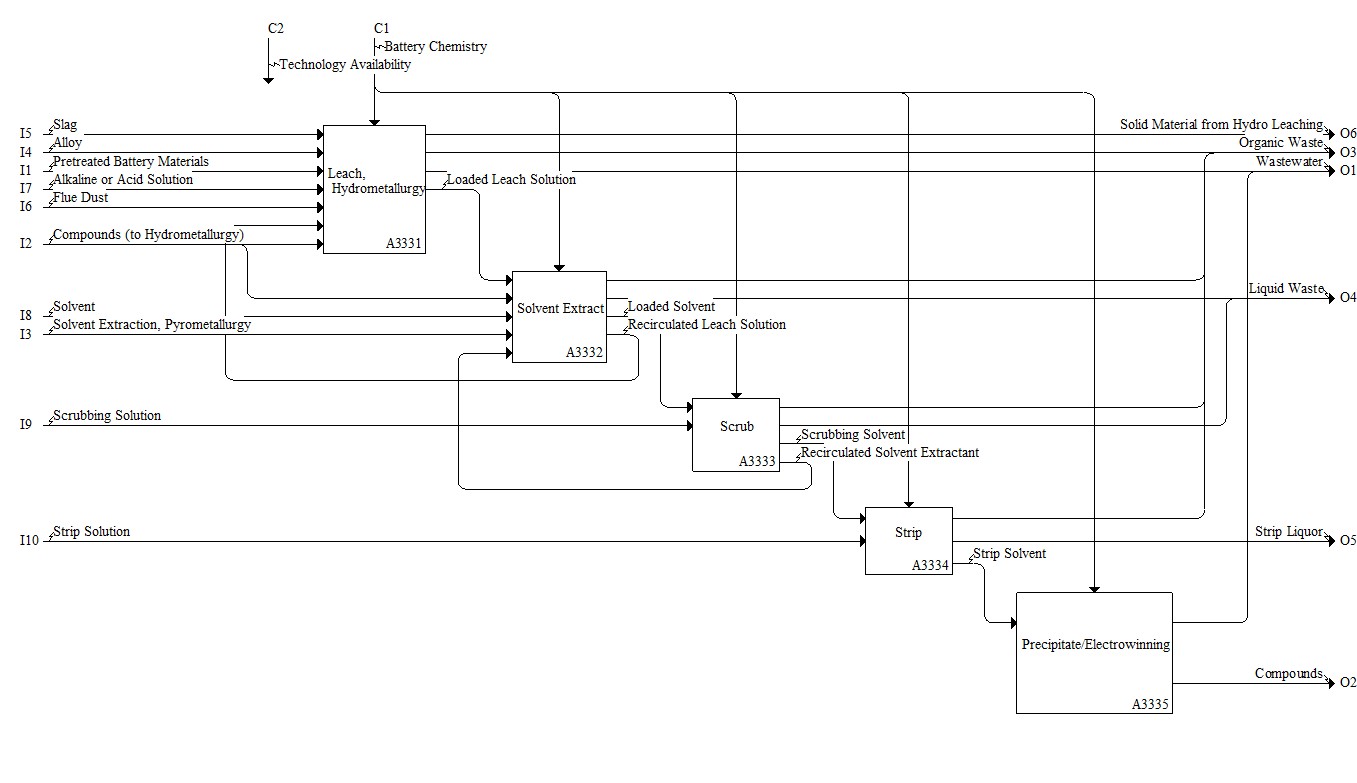 C2
C1
Battery Chemistry
Technology Availability
I5
Slag
Solid Material from Hydro Leaching
O6
I4
Alloy
Organic Waste
O3
I1
Pretreated Battery Materials
Wastewater
O1
I7
Alkaline or Acid Solution
Leach,
Hydrometallurgy
Loaded Leach Solution
I6
Flue Dust
I2
Compounds (to Hydrometallurgy)
A3331
Liquid Waste
O4
I8
Solvent
Solvent Extract
Loaded Solvent
I3
Solvent Extraction, Pyrometallurgy
Recirculated Leach Solution
A3332
I9
Scrubbing Solution
Scrub
Scrubbing Solvent
Recirculated Solvent Extractant
A3333
I10
Strip Solution
Strip
Strip Liquor
O5
Strip Solvent
A3334
Precipitate/Electrowinning
Compounds
O2
A3335